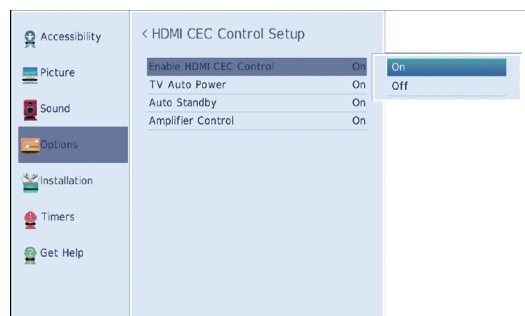 Accessibility
Picture
Sound
Options
Installation
Timers
Get Help
< HDMI CEC Control Setup
Enable HDMI CEC Control On
TV Auto Power On
Auto Standby On
Amplifier Control On
On
Off